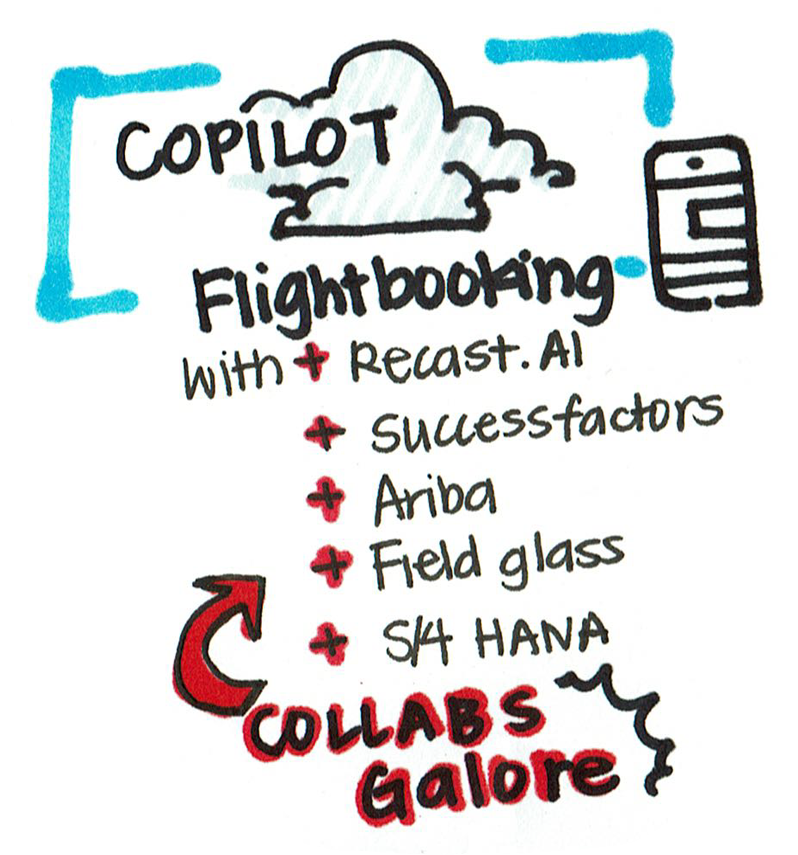 COPILOT
Flightbooking
with + Recast.AI
+ Successfactors
+ Ariba
+ Field glass
+ S/4 HANA
COLLABS
Galore